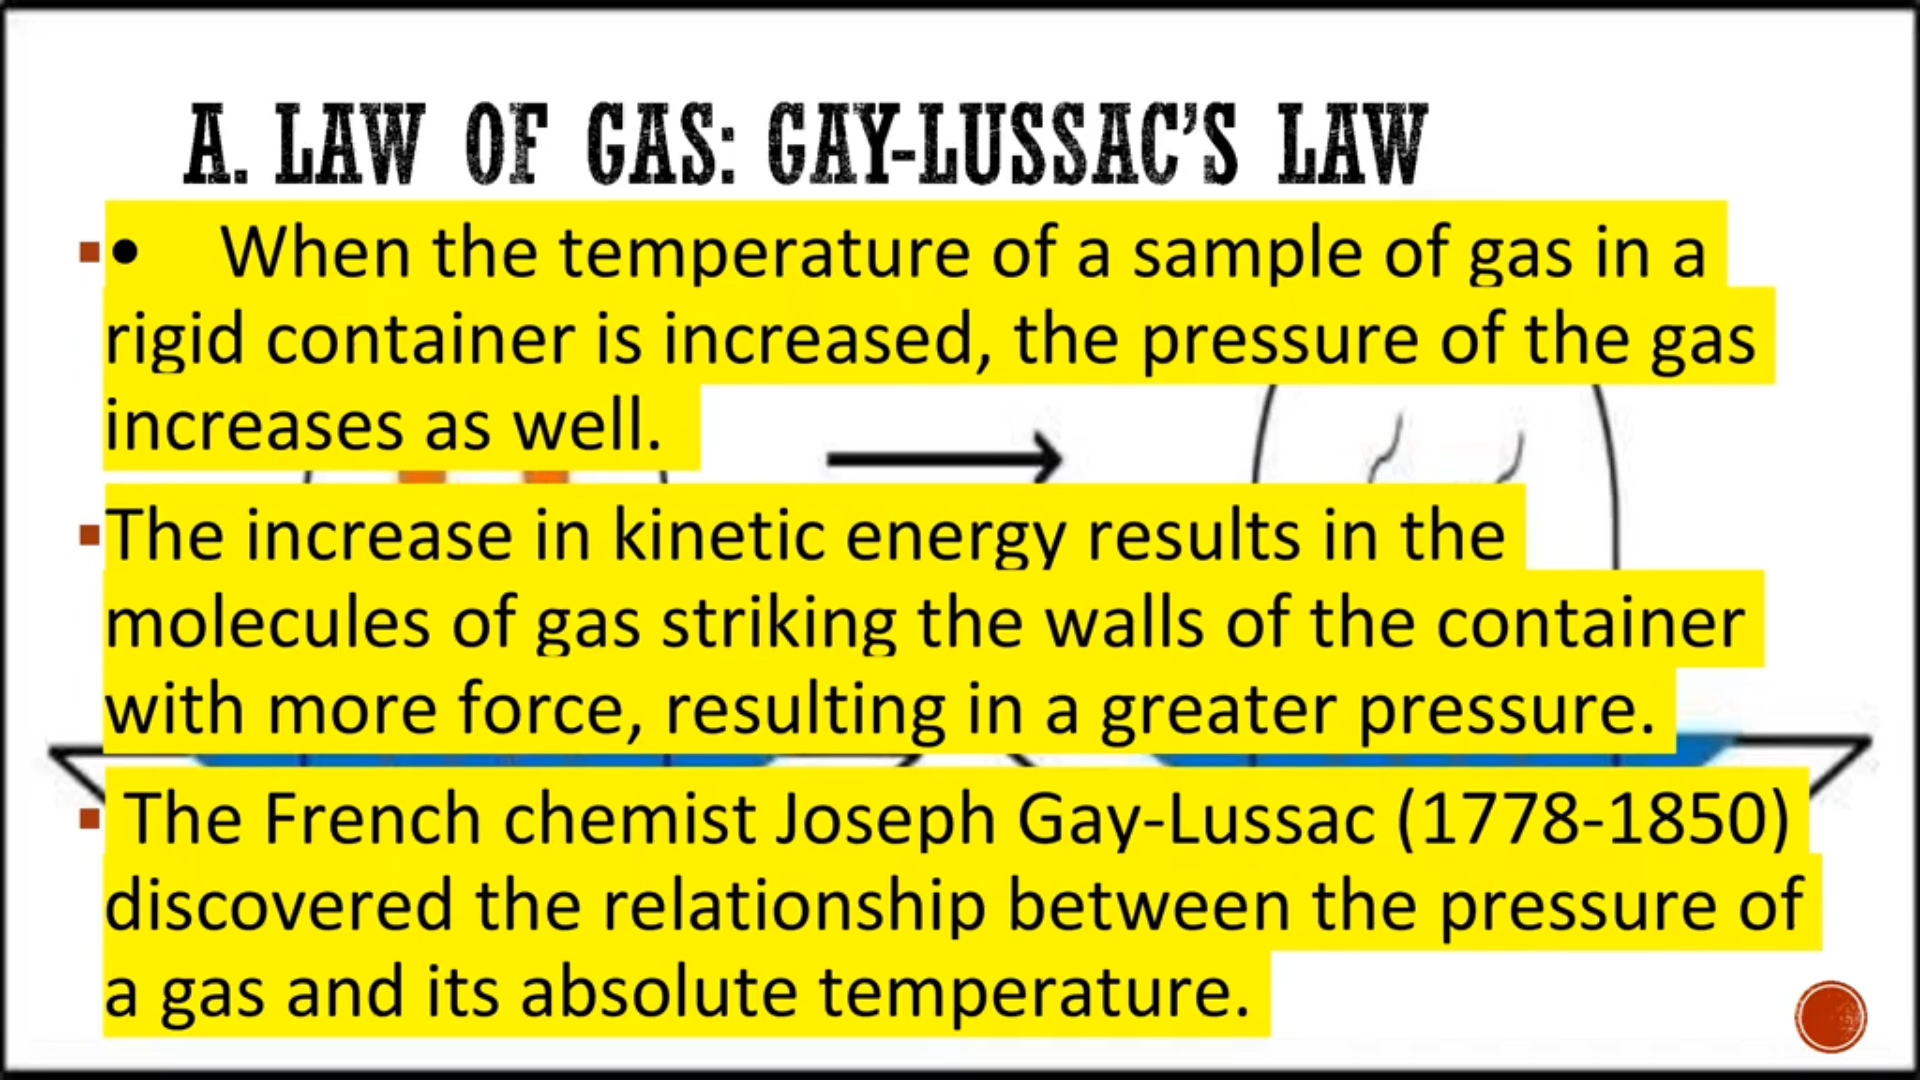 A. LAW OF GAS: GAY-LUSSAC’S LAW
• When the temperature of a sample of gas in a
rigid container is increased, the pressure of the gas
increases as well.
The increase in kinetic energy results in the
molecules of gas striking the walls of the container
with more force, resulting in a greater pressure.
The French chemist Joseph Gay-Lussac (1778-1850)
discovered the relationship between the pressure of
a gas and its absolute temperature.